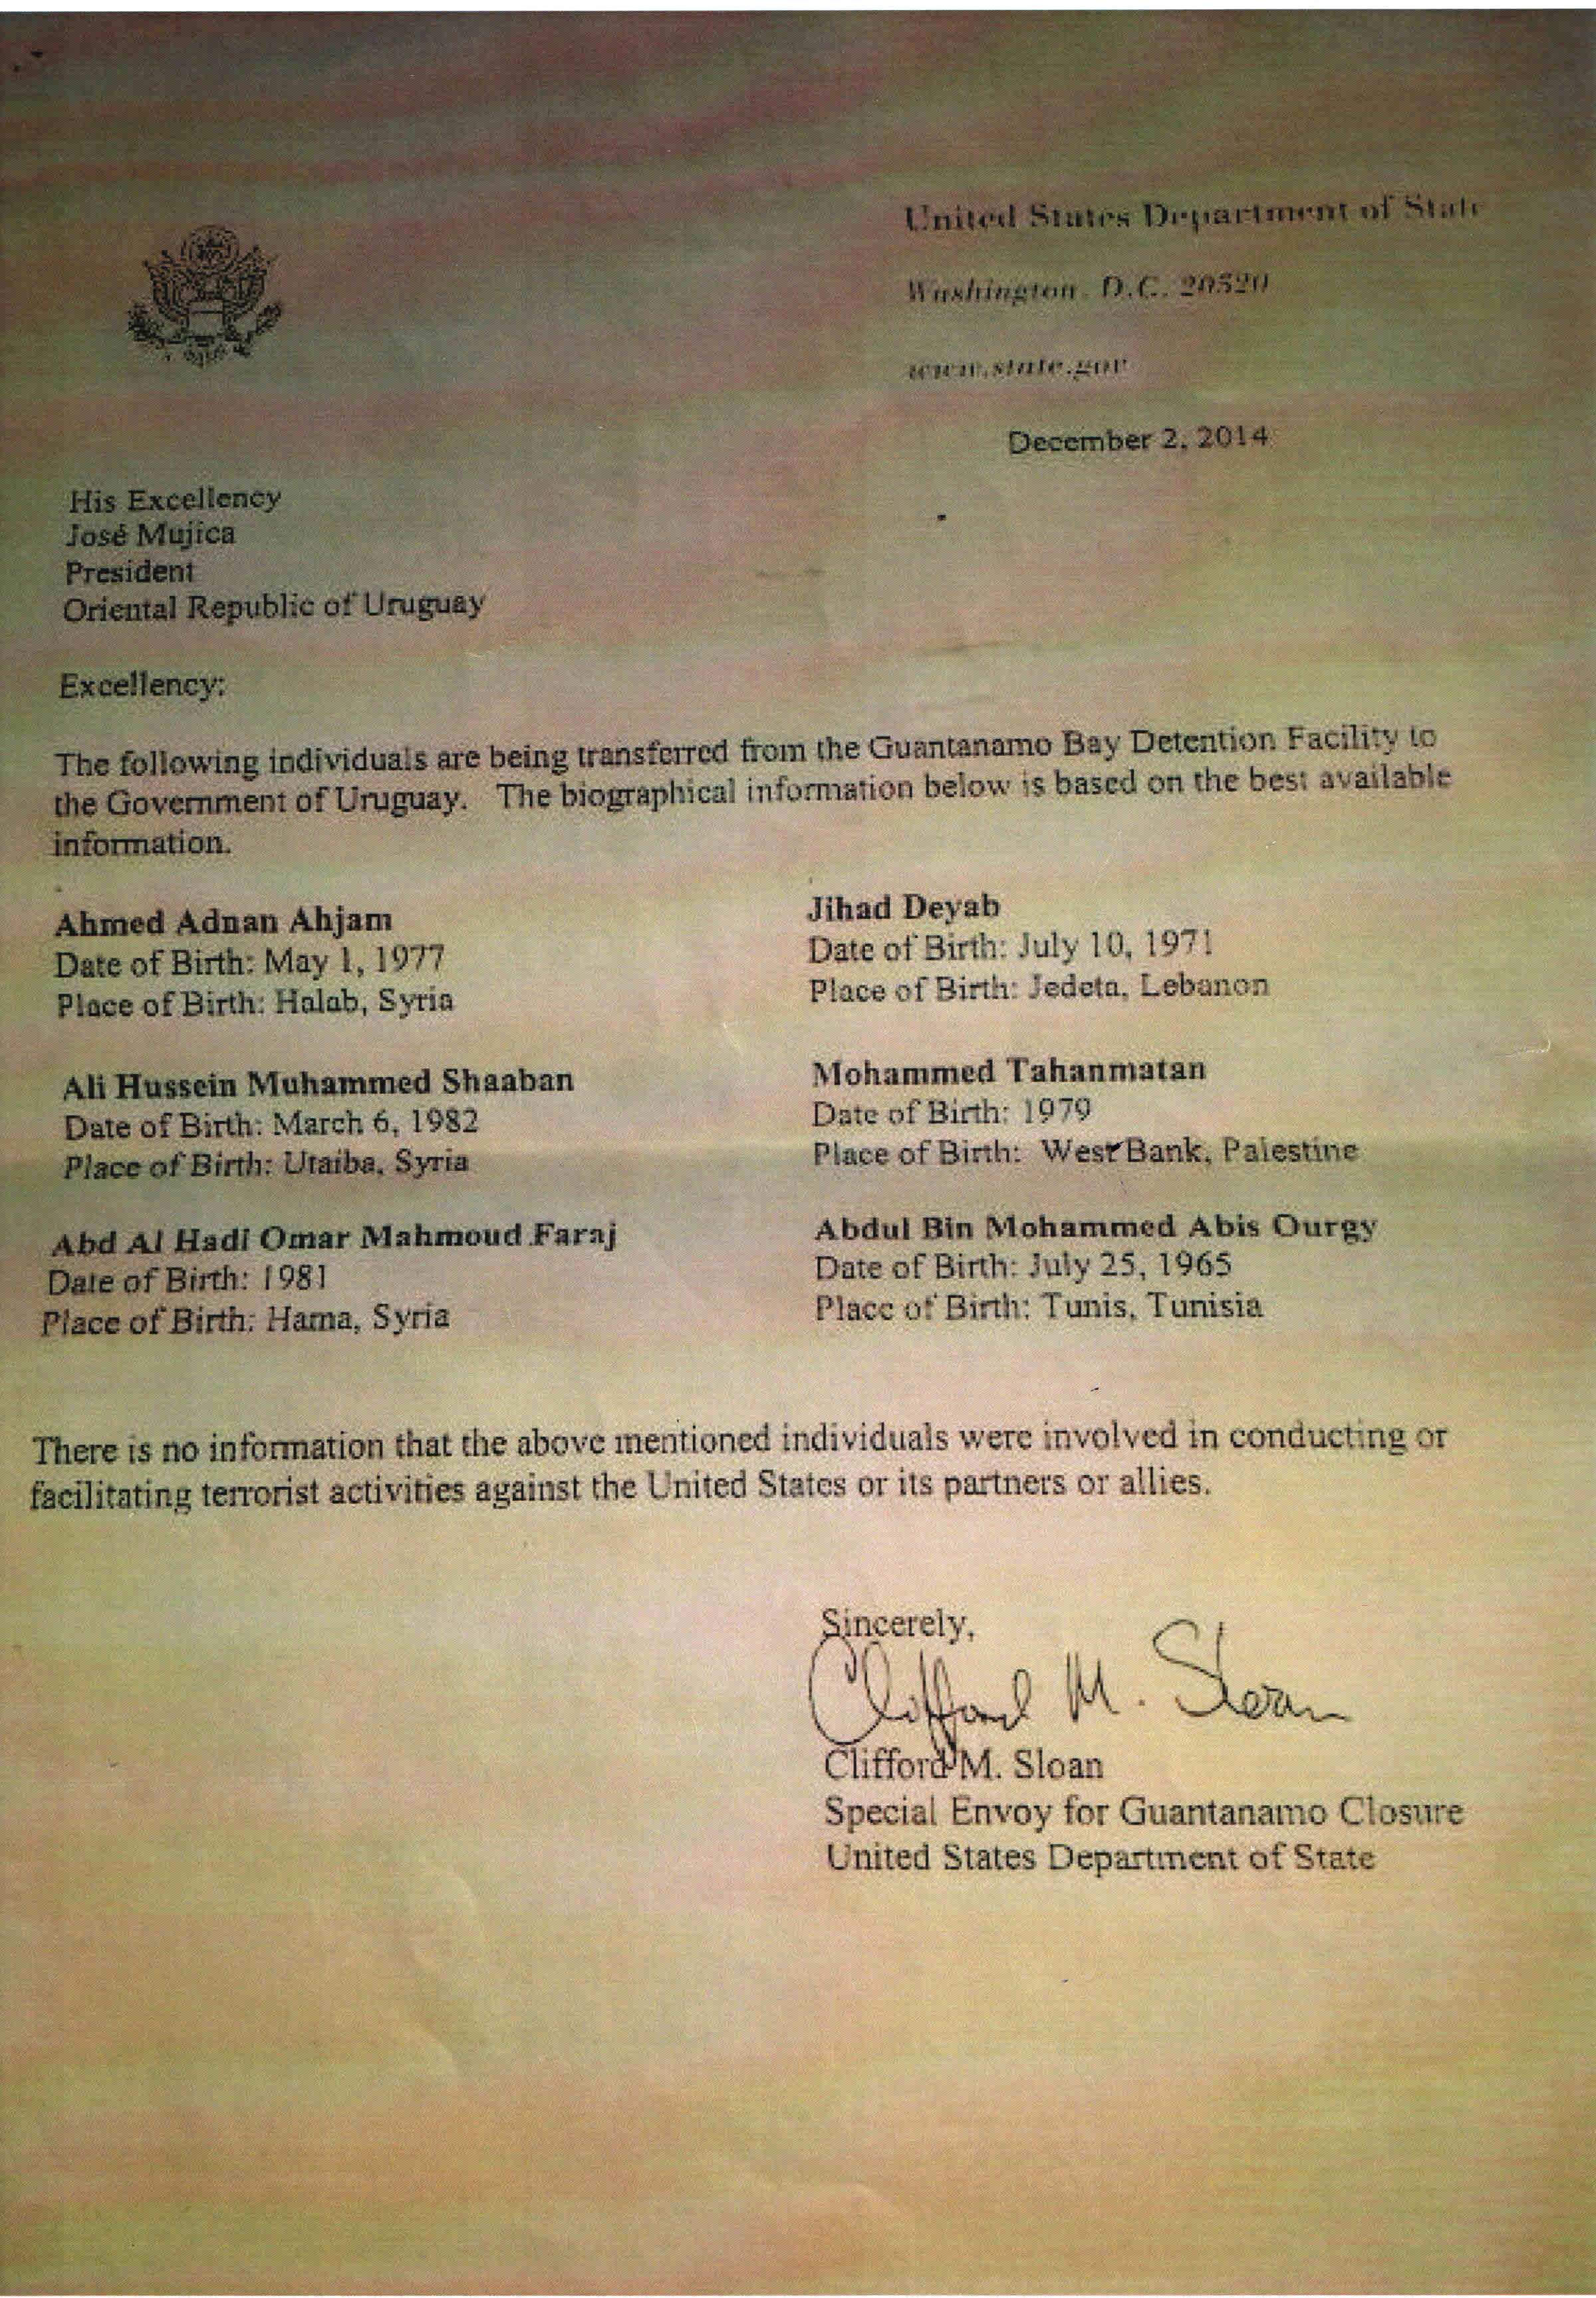 United States Department of State
Washington, D.C. 20520
www.state.gov
December 2, 2014
His Excellency
José Mujica
President
Oriental Republic of Uruguay
Excellency:
The following individuals are being transferred from the Guantanamo Bay Detention Facility to
the Government of Uruguay. The biographical information below is based on the best available
information.
Ahmed Adnan Ahjam
Date of Birth: May 1, 1977
Place of Birth: Halab, Syria
Jihad Deyab
Date of Birth: July 10, 1971
Place of Birth: Jedeta, Lebanon
Ali Hussein Muhammed Shaaban
Date of Birth: March 6, 1982
Place of Birth: Utaiba, Syria
Mohammed Tahanmatan
Date of Birth: 1979
Place of Birth: West Bank, Palestine
Abd Al Hadi Omar Mahmoud Faraj
Date of Birth: 1981
Place of Birth: Hama, Syria
Abdul Bin Mohammed Abis Ourgy
Date of Birth: July 25, 1965
Place of Birth: Tunis, Tunisia
There is no information that the above mentioned individuals were involved in conducting or
facilitating terrorist activities against the United States or its partners or allies.
Sincerely,
Clifford M. Sloan
Clifford M. Sloan
Special Envoy for Guantanamo Closure
United States Department of State